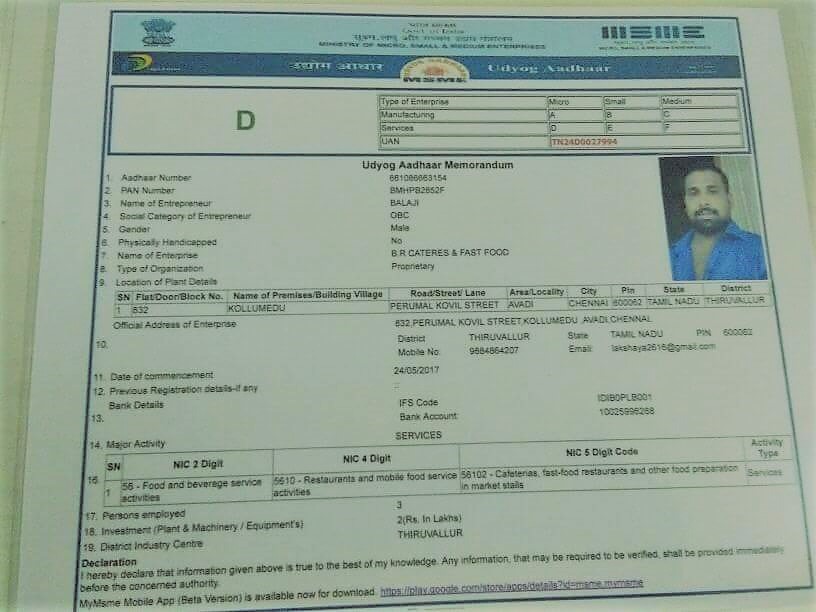 भारत सरकार
Govt. of India
MINISTRY OF MICRO, SMALL & MEDIUM ENTERPRISES
MICRO, SMALL & MEDIUM ENTERPRISES
उद्योग आधार MSME Udyog Aadhaar
D
Type of Enterprise Micro Small Medium
Manufacturing A B C
Services D E F
UAN TN24D0027994
Udyog Aadhaar Memorandum
1. Aadhaar Number 661086663154
2. PAN Number BMHPB2652F
3. Name of Entrepreneur BALAJI
4. Social Category of Entrepreneur OBC
5. Gender Male
6. Physically Handicapped No
7. Name of Enterprise B.R CATERES & FAST FOOD
8. Type of Organization Proprietary
9. Location of Plant Details
SN Flat/Door/Block No. Name of Premises/Building Village Road/Street/ Lane Area/Locality City Pin State District
1 832 KOLLUMEDU PERUMAL KOVIL STREET AVADI CHENNAI 600062 TAMIL NADU THIRUVALLUR
Official Address of Enterprise 832,PERUMAL KOVIL STREET,KOLLUMEDU ,AVADI,CHENNAI
10. District THIRUVALLUR State TAMIL NADU PIN 600062
Mobile No: 9884864207 Email: lakshaya2616@gmail.com
11. Date of commencement 24/05/2017
12. Previous Registration details-if any ::
Bank Details IFS Code IDIB0PLB001
13. Bank Account 10025996268
14. Major Activity SERVICES
SN NIC 2 Digit NIC 4 Digit NIC 5 Digit Code Activity Type
16. 1 56 - Food and beverage service activities 5610 - Restaurants and mobile food service activities 56102 - Cafeterias, fast-food restaurants and other food preparation in market stalls Services
17. Persons employed 3
18. Investment (Plant & Machinery / Equipment's) 2(Rs. In Lakhs)
19. District Industry Centre THIRUVALLUR
Declaration
I hereby declare that information given above is true to the best of my knowledge. Any information, that may be required to be verified, shall be provided immediately
before the concerned authority.
MyMsme Mobile App (Beta Version) is available now for download. https://play.google.com/store/apps/details?id=msme.mymsme